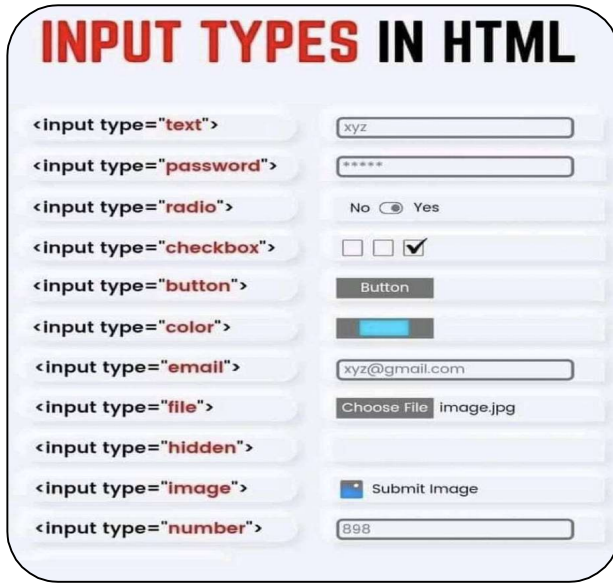 INPUT TYPES IN HTML
<input type="text"> xyz
<input type="password"> *****
<input type="radio"> No Yes
<input type="checkbox">
<input type="button"> Button
<input type="color">
<input type="email"> xyz@gmail.com
<input type="file"> Choose File image.jpg
<input type="hidden">
<input type="image"> Submit Image
<input type="number"> 898